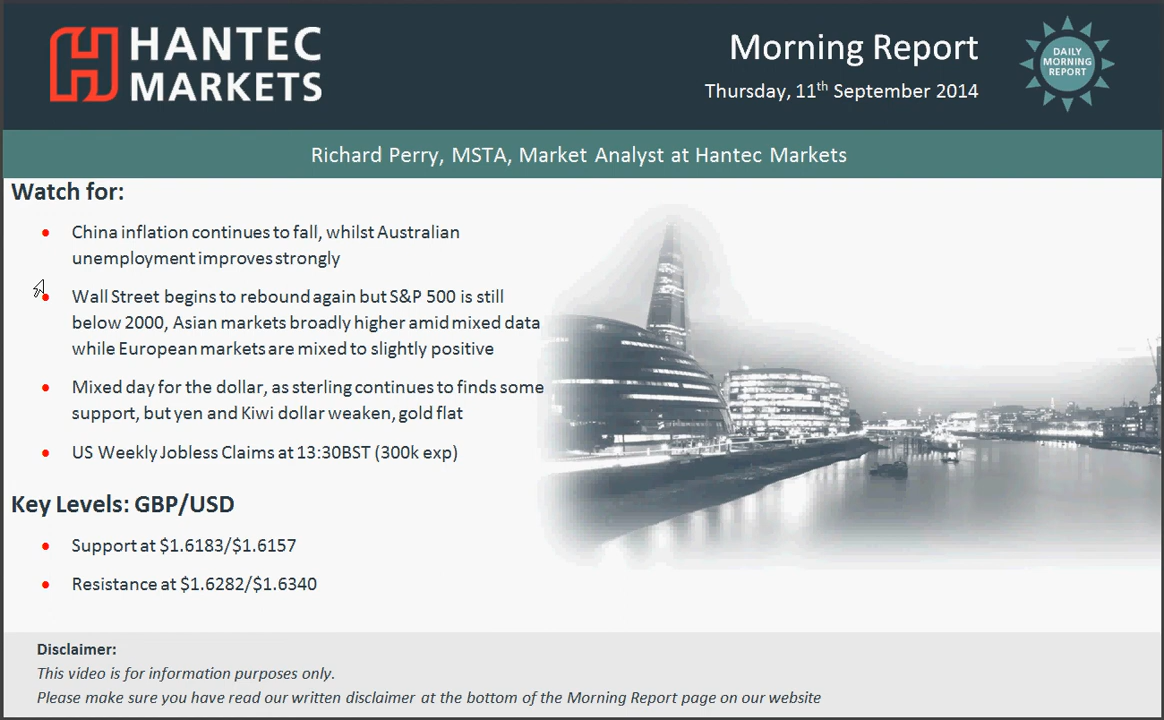 HANTEC
MARKETS
Morning Report
Thursday, 11th September 2014
DAILY
MORNING
REPORT
Richard Perry, MSTA, Market Analyst at Hantec Markets
Watch for:
• China inflation continues to fall, whilst Australian
unemployment improves strongly
• Wall Street begins to rebound again but S&P 500 is still
below 2000, Asian markets broadly higher amid mixed data
while European markets are mixed to slightly positive
• Mixed day for the dollar, as sterling continues to finds some
support, but yen and Kiwi dollar weaken, gold flat
• US Weekly Jobless Claims at 13:30BST (300k exp)
Key Levels: GBP/USD
• Support at $1.6183/$1.6157
• Resistance at $1.6282/$1.6340
Disclaimer:
This video is for information purposes only.
Please make sure you have read our written disclaimer at the bottom of the Morning Report page on our website